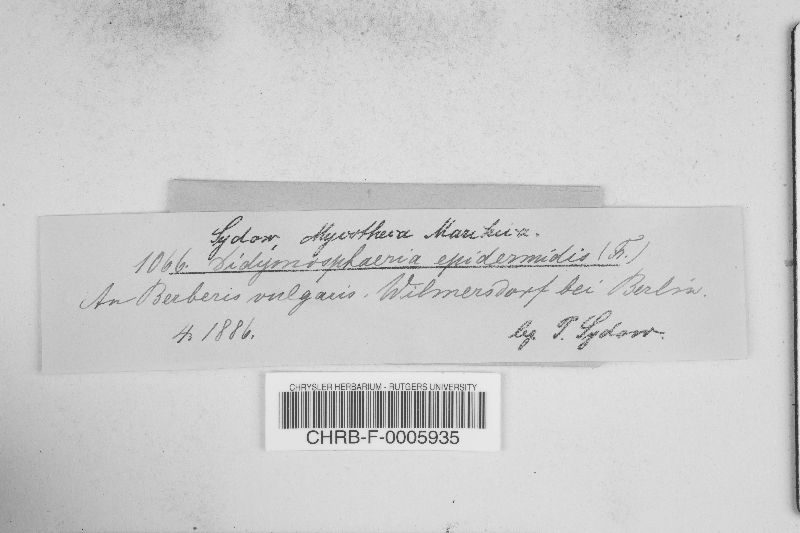 Sydow, Mycotheca Marchica.
1066. Didymosphaeria epidermidis (Fr.)
An Berberis vulgaris. Wilmersdorf bei Berlin.
4 1886. leg. P. Sydow.
CHRYSLER HERBARIUM - RUTGERS UNIVERSITY
CHRB-F-0005935